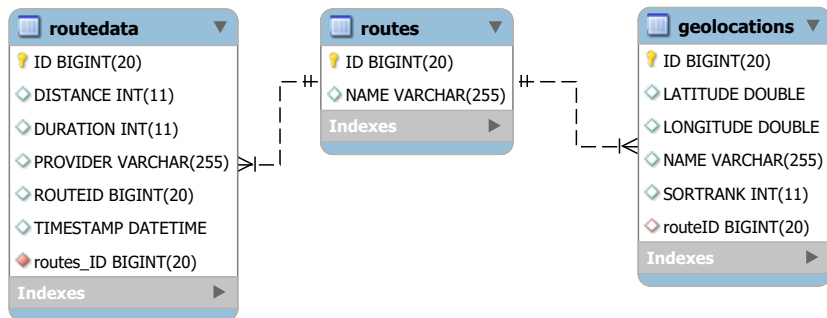 routedata
ID BIGINT(20)
DISTANCE INT(11)
DURATION INT(11)
PROVIDER VARCHAR(255)
ROUTEID BIGINT(20)
TIMESTAMP DATETIME
routes_ID BIGINT(20)
Indexes
routes
ID BIGINT(20)
NAME VARCHAR(255)
Indexes
geolocations
ID BIGINT(20)
LATITUDE DOUBLE
LONGITUDE DOUBLE
NAME VARCHAR(255)
SORTRANK INT(11)
routeID BIGINT(20)
Indexes